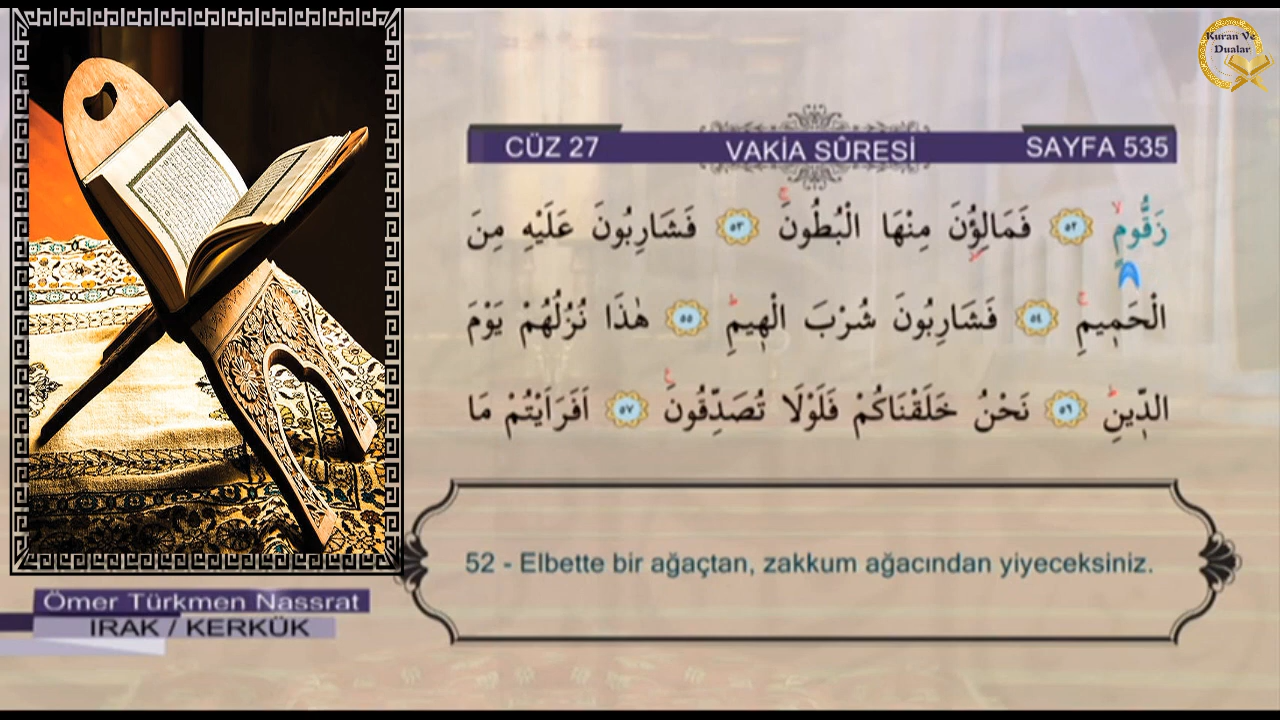 Kuran Ve
Dualar
CÜZ 27 VAKİA SÛRESİ SAYFA 535
زَقُّومٍۙ ﴿٥٢﴾ فَمَالِؤُ۫نَ مِنْهَا الْبُطُونَۚ ﴿٥٣﴾ فَشَارِبُونَ عَلَيْهِ مِنَ
الْحَم۪يمِۚ ﴿٥٤﴾ فَشَارِبُونَ شُرْبَ الْه۪يمِۜ ﴿٥٥﴾ هٰذَا نُزُلُهُمْ يَوْمَ
الدّ۪ينِۜ ﴿٥٦﴾ نَحْنُ خَلَقْنَاكُمْ فَلَوْلَا تُصَدِّقُونَۚ ﴿٥٧﴾ اَفَرَاَيْتُمْ مَا
52 - Elbette bir ağaçtan, zakkum ağacından yiyeceksiniz.
Ömer Türkmen Nassrat
IRAK / KERKÜK